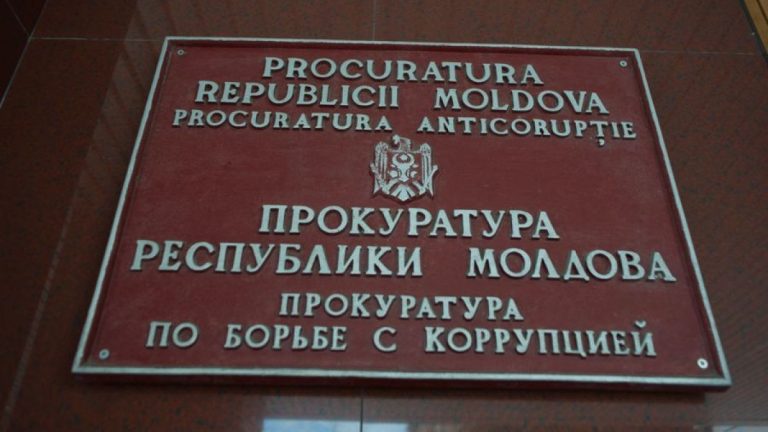 PROCURATURA
REPUBLICII MOLDOVA
PROCURATURA ANTICORUPȚIE
ПРОКУРАТУРА
РЕСПУБЛИКИ МОЛДОВА
ПРОКУРАТУРА
ПО БОРЬБЕ С КОРРУПЦИЕЙ